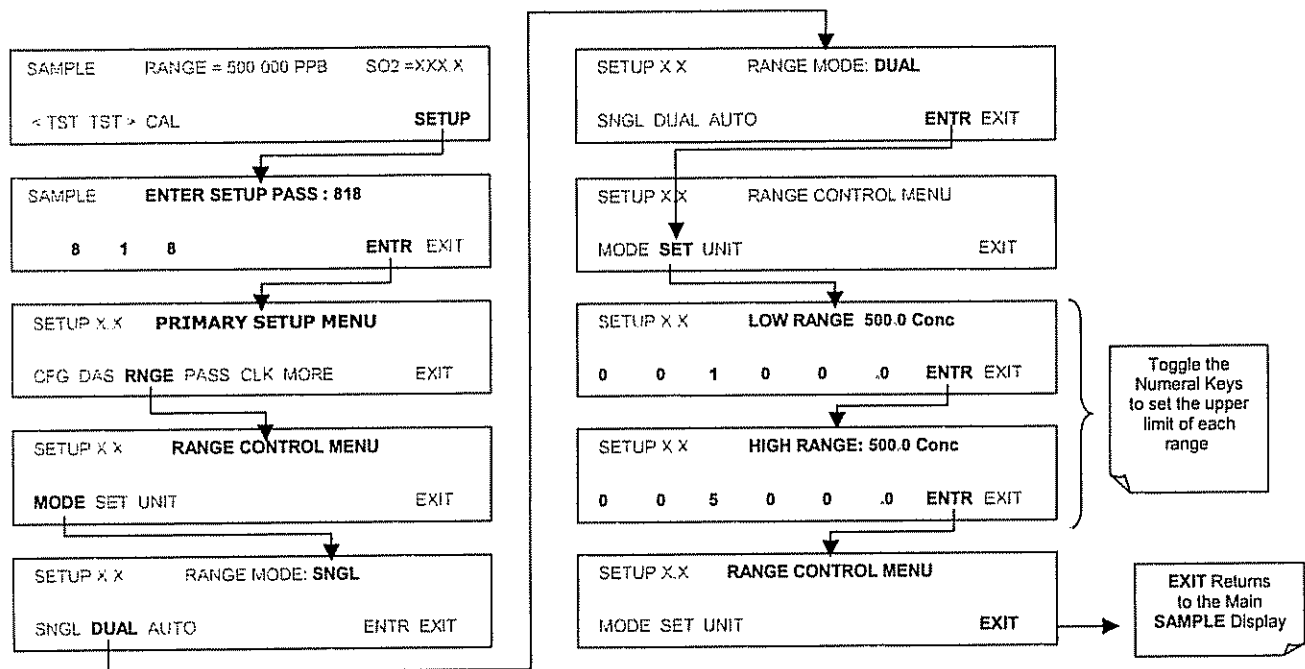 SAMPLE RANGE = 500.000 PPB SO2 =XXX.X
< TST TST > CAL SETUP
SAMPLE ENTER SETUP PASS : 818
8 1 8 ENTR EXIT
SETUP X.X PRIMARY SETUP MENU
CFG DAS RNGE PASS CLK MORE EXIT
SETUP X.X RANGE CONTROL MENU
MODE SET UNIT EXIT
SETUP X.X RANGE MODE: SNGL
SNGL DUAL AUTO ENTR EXIT
SETUP X.X RANGE MODE: DUAL
SNGL DUAL AUTO ENTR EXIT
SETUP X.X RANGE CONTROL MENU
MODE SET UNIT EXIT
SETUP X.X LOW RANGE 500.0 Conc
0 0 1 0 0 .0 ENTR EXIT
SETUP X.X HIGH RANGE: 500.0 Conc
0 0 5 0 0 .0 ENTR EXIT
SETUP X.X RANGE CONTROL MENU
MODE SET UNIT EXIT
Toggle the
Numeral Keys
to set the upper
limit of each
range
EXIT Returns
to the Main
SAMPLE Display